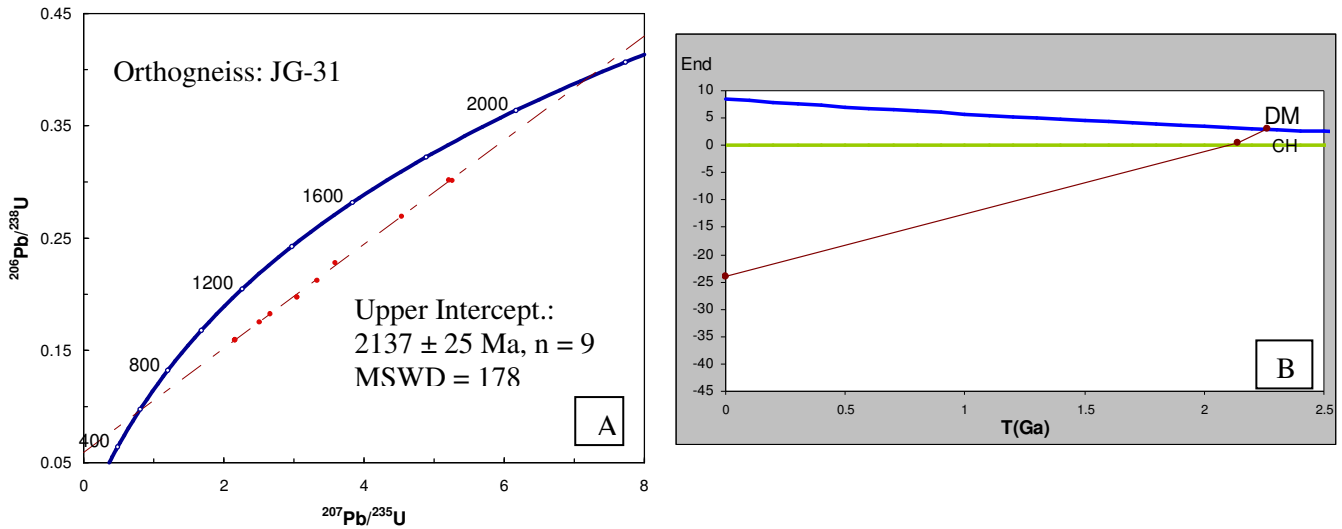 0.45
Orthogneiss: JG-31
2000
0.35
1600
²⁰⁶Pb/²³⁸U
0.25
1200
Upper Intercept.:
2137 ± 25 Ma, n = 9
MSWD = 178
0.15
800
A
400
0.05
0
2
4
6
8
²⁰⁷Pb/²³⁵U
End
10
5
0
-5
-10
-15
-20
-25
-30
-35
-40
-45
DM
CH
B
0
0.5
1
1.5
2
2.5
T(Ga)